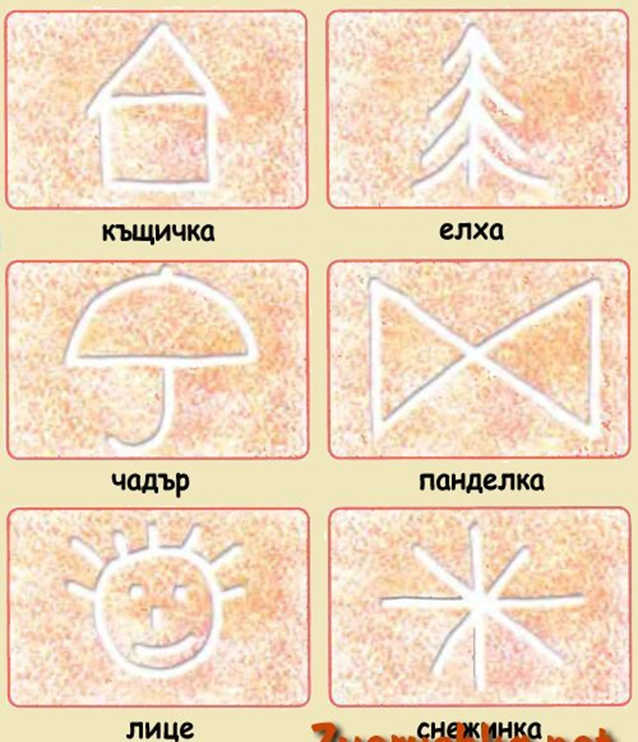 къщичка
елха
чадър
панделка
лице
снежинка